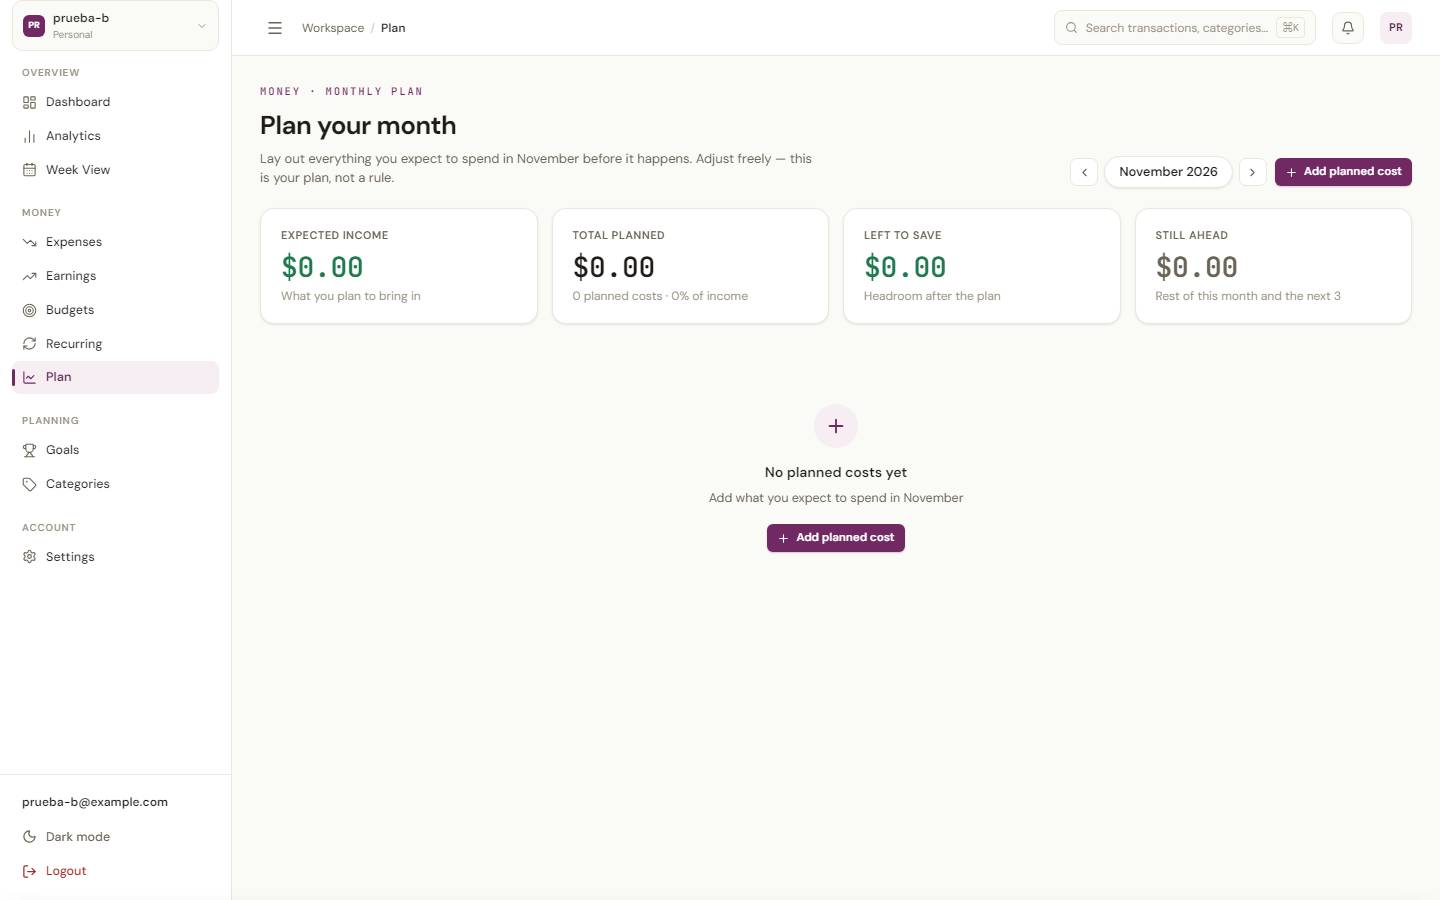 PR
prueba-b
Personal
OVERVIEW
Dashboard
Analytics
Week View
MONEY
Expenses
Earnings
Budgets
Recurring
Plan
PLANNING
Goals
Categories
ACCOUNT
Settings
prueba-b@example.com
Dark mode
Logout
Workspace / Plan
Search transactions, categories... ⌘K
PR
MONEY · MONTHLY PLAN
Plan your month
Lay out everything you expect to spend in November before it happens. Adjust freely — this
is your plan, not a rule.
November 2026
Add planned cost
EXPECTED INCOME
$0.00
What you plan to bring in
TOTAL PLANNED
$0.00
0 planned costs · 0% of income
LEFT TO SAVE
$0.00
Headroom after the plan
STILL AHEAD
$0.00
Rest of this month and the next 3
No planned costs yet
Add what you expect to spend in November
Add planned cost